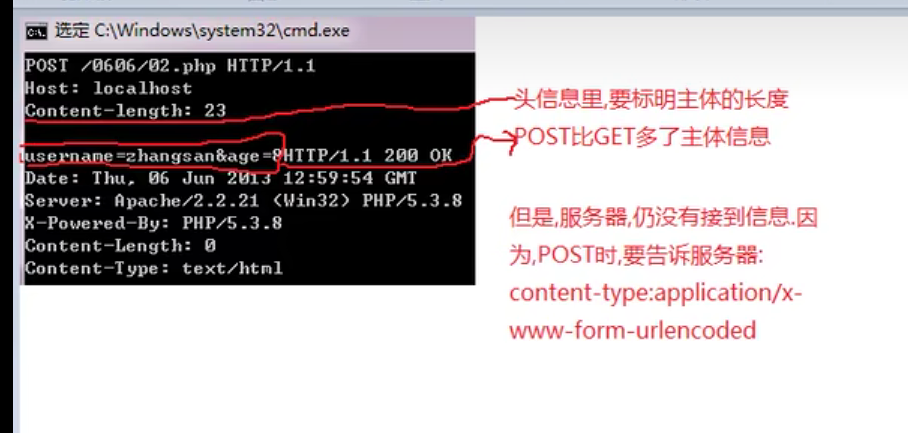 选定 C:\Windows\system32\cmd.exe
POST /0606/02.php HTTP/1.1
Host: localhost
Content-length: 23
username=zhangsan&age=8HTTP/1.1 200 OK
Date: Thu, 06 Jun 2013 12:59:54 GMT
Server: Apache/2.2.21 (Win32) PHP/5.3.8
X-Powered-By: PHP/5.3.8
Content-Length: 0
Content-Type: text/html
头信息里,要标明主体的长度
POST比GET多了主体信息
但是,服务器,仍没有接到信息.因
为,POST时,要告诉服务器:
content-type:application/x-
www-form-urlencoded